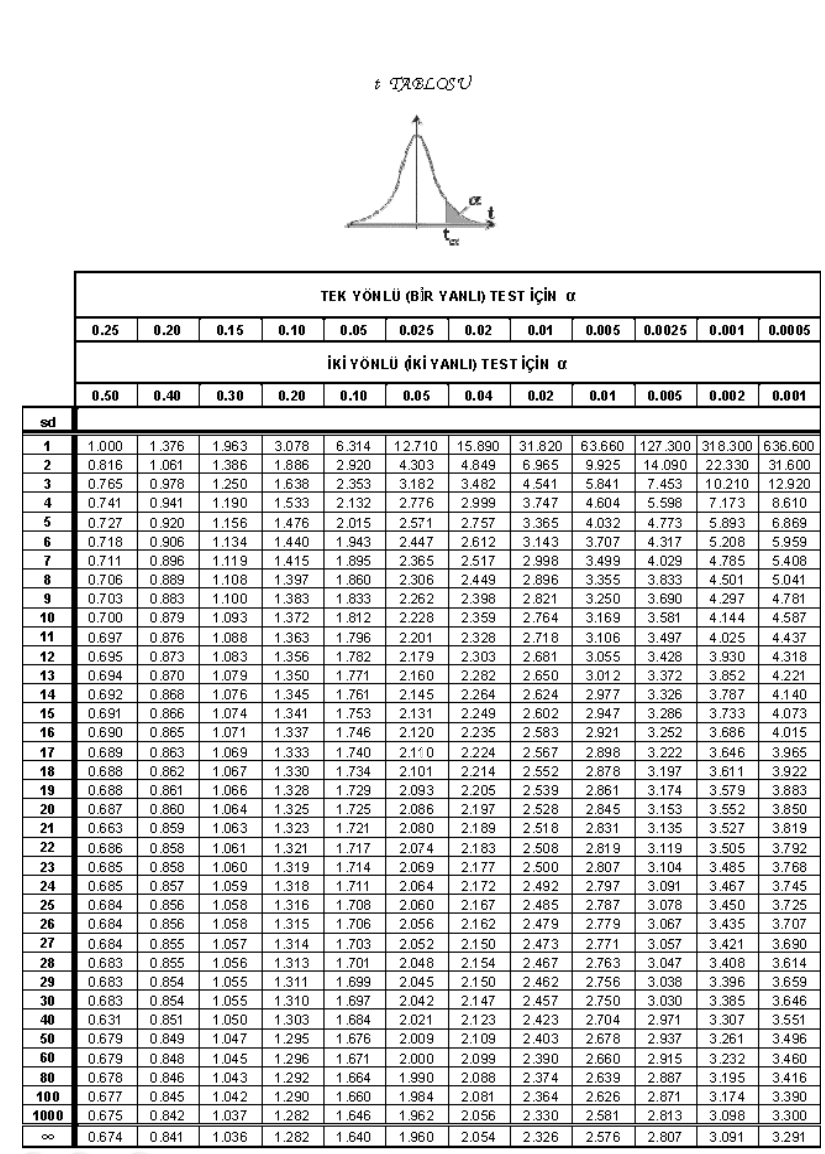 t TABLOSU
α
t
tα
TEK YÖNLÜ (BİR YANLI) TEST İÇİN α
0.25 0.20 0.15 0.10 0.05 0.025 0.02 0.01 0.005 0.0025 0.001 0.0005
İKİ YÖNLÜ (İKİ YANLI) TEST İÇİN α
0.50 0.40 0.30 0.20 0.10 0.05 0.04 0.02 0.01 0.005 0.002 0.001
sd
1 1.000 1.376 1.963 3.078 6.314 12.710 15.890 31.820 63.660 127.300 318.300 636.600
2 0.816 1.061 1.386 1.886 2.920 4.303 4.849 6.965 9.925 14.090 22.330 31.600
3 0.765 0.978 1.250 1.638 2.353 3.182 3.482 4.541 5.841 7.453 10.210 12.920
4 0.741 0.941 1.190 1.533 2.132 2.776 2.999 3.747 4.604 5.598 7.173 8.610
5 0.727 0.920 1.156 1.476 2.015 2.571 2.757 3.365 4.032 4.773 5.893 6.869
6 0.718 0.906 1.134 1.440 1.943 2.447 2.612 3.143 3.707 4.317 5.208 5.959
7 0.711 0.896 1.119 1.415 1.895 2.365 2.517 2.998 3.499 4.029 4.785 5.408
8 0.706 0.889 1.108 1.397 1.860 2.306 2.449 2.896 3.355 3.833 4.501 5.041
9 0.703 0.883 1.100 1.383 1.833 2.262 2.398 2.821 3.250 3.690 4.297 4.781
10 0.700 0.879 1.093 1.372 1.812 2.228 2.359 2.764 3.169 3.581 4.144 4.587
11 0.697 0.876 1.088 1.363 1.796 2.201 2.328 2.718 3.106 3.497 4.025 4.437
12 0.695 0.873 1.083 1.356 1.782 2.179 2.303 2.681 3.055 3.428 3.930 4.318
13 0.694 0.870 1.079 1.350 1.771 2.160 2.282 2.650 3.012 3.372 3.852 4.221
14 0.692 0.868 1.076 1.345 1.761 2.145 2.264 2.624 2.977 3.326 3.787 4.140
15 0.691 0.866 1.074 1.341 1.753 2.131 2.249 2.602 2.947 3.286 3.733 4.073
16 0.690 0.865 1.071 1.337 1.746 2.120 2.235 2.583 2.921 3.252 3.686 4.015
17 0.689 0.863 1.069 1.333 1.740 2.110 2.224 2.567 2.898 3.222 3.646 3.965
18 0.688 0.862 1.067 1.330 1.734 2.101 2.214 2.552 2.878 3.197 3.611 3.922
19 0.688 0.861 1.066 1.328 1.729 2.093 2.205 2.539 2.861 3.174 3.579 3.883
20 0.687 0.860 1.064 1.325 1.725 2.086 2.197 2.528 2.845 3.153 3.552 3.850
21 0.663 0.859 1.063 1.323 1.721 2.080 2.189 2.518 2.831 3.135 3.527 3.819
22 0.686 0.858 1.061 1.321 1.717 2.074 2.183 2.508 2.819 3.119 3.505 3.792
23 0.685 0.858 1.060 1.319 1.714 2.069 2.177 2.500 2.807 3.104 3.485 3.768
24 0.685 0.857 1.059 1.318 1.711 2.064 2.172 2.492 2.797 3.091 3.467 3.745
25 0.684 0.856 1.058 1.316 1.708 2.060 2.167 2.485 2.787 3.078 3.450 3.725
26 0.684 0.856 1.058 1.315 1.706 2.056 2.162 2.479 2.779 3.067 3.435 3.707
27 0.684 0.855 1.057 1.314 1.703 2.052 2.150 2.473 2.771 3.057 3.421 3.690
28 0.683 0.855 1.056 1.313 1.701 2.048 2.154 2.467 2.763 3.047 3.408 3.614
29 0.683 0.854 1.055 1.311 1.699 2.045 2.150 2.462 2.756 3.038 3.396 3.659
30 0.683 0.854 1.055 1.310 1.697 2.042 2.147 2.457 2.750 3.030 3.385 3.646
40 0.631 0.851 1.050 1.303 1.684 2.021 2.123 2.423 2.704 2.971 3.307 3.551
50 0.679 0.849 1.047 1.295 1.676 2.009 2.109 2.403 2.678 2.937 3.261 3.496
60 0.679 0.848 1.045 1.296 1.671 2.000 2.099 2.390 2.660 2.915 3.232 3.460
80 0.678 0.846 1.043 1.292 1.664 1.990 2.088 2.374 2.639 2.887 3.195 3.416
100 0.677 0.845 1.042 1.290 1.660 1.984 2.081 2.364 2.626 2.871 3.174 3.390
1000 0.675 0.842 1.037 1.282 1.646 1.962 2.056 2.330 2.581 2.813 3.098 3.300
∞ 0.674 0.841 1.036 1.282 1.640 1.960 2.054 2.326 2.576 2.807 3.091 3.291